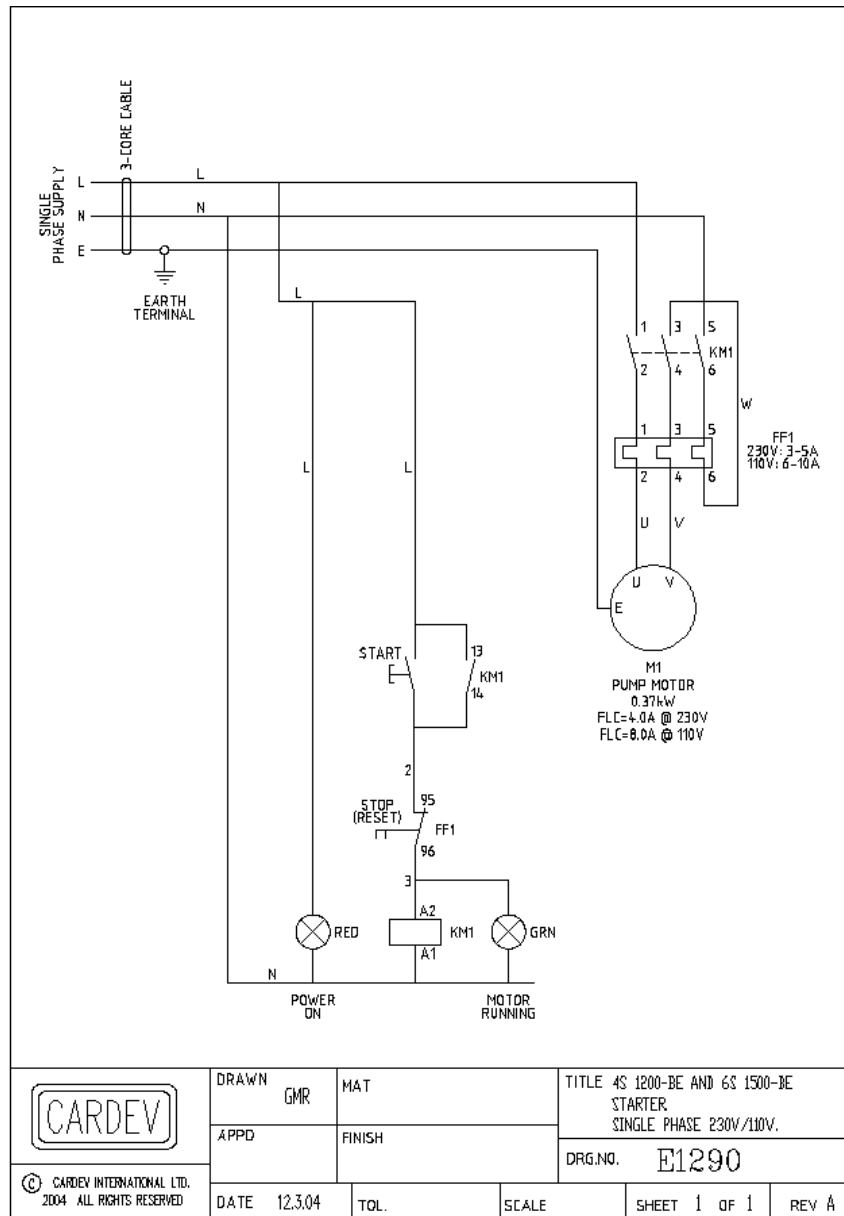 3-CORE CABLE
SINGLE
PHASE SUPPLY
L
N
E
L
N
EARTH
TERMINAL
L
1 3 5
KM1
2 4 6
W
1 3 5
FF1
230V: 3-5A
110V: 6-10A
2 4 6
L
L
U V
U V
E
START
13
KM1
14
M1
PUMP MOTOR
0.37kW
FLC=4.0A @ 230V
FLC=8.0A @ 110V
2
STOP
(RESET)
95
FF1
96
3
A2
RED
KM1
GRN
A1
N
POWER
ON
MOTOR
RUNNING
CARDEV
© CARDEV INTERNATIONAL LTD.
2004 ALL RIGHTS RESERVED
DRAWN GMR
MAT
TITLE 4S 1200-BE AND 6S 1500-BE
STARTER.
SINGLE PHASE 230V/110V.
APPD
FINISH
DRG.NO. E1290
DATE 12.3.04
TOL.
SCALE
SHEET 1 OF 1
REV A